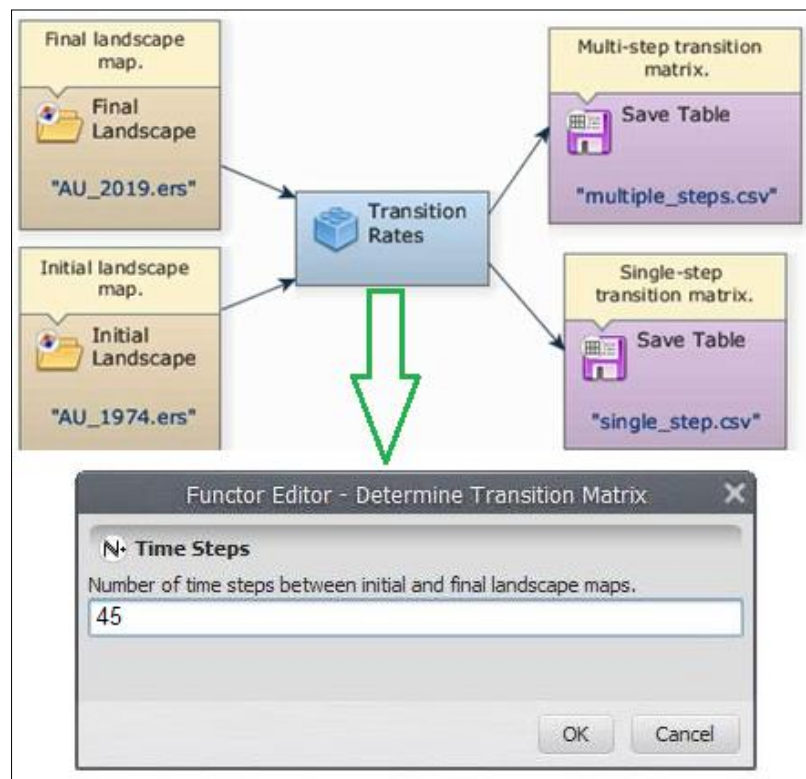 Final landscape
map.
Final
Landscape
"AU_2019.ers"
Initial landscape
map.
Initial
Landscape
"AU_1974.ers"
Transition
Rates
Multi-step transition
matrix.
Save Table
"multiple_steps.csv"
Single-step
transition matrix.
Save Table
"single_step.csv"
Functor Editor - Determine Transition Matrix
N+ Time Steps
Number of time steps between initial and final landscape maps.
45
OK
Cancel